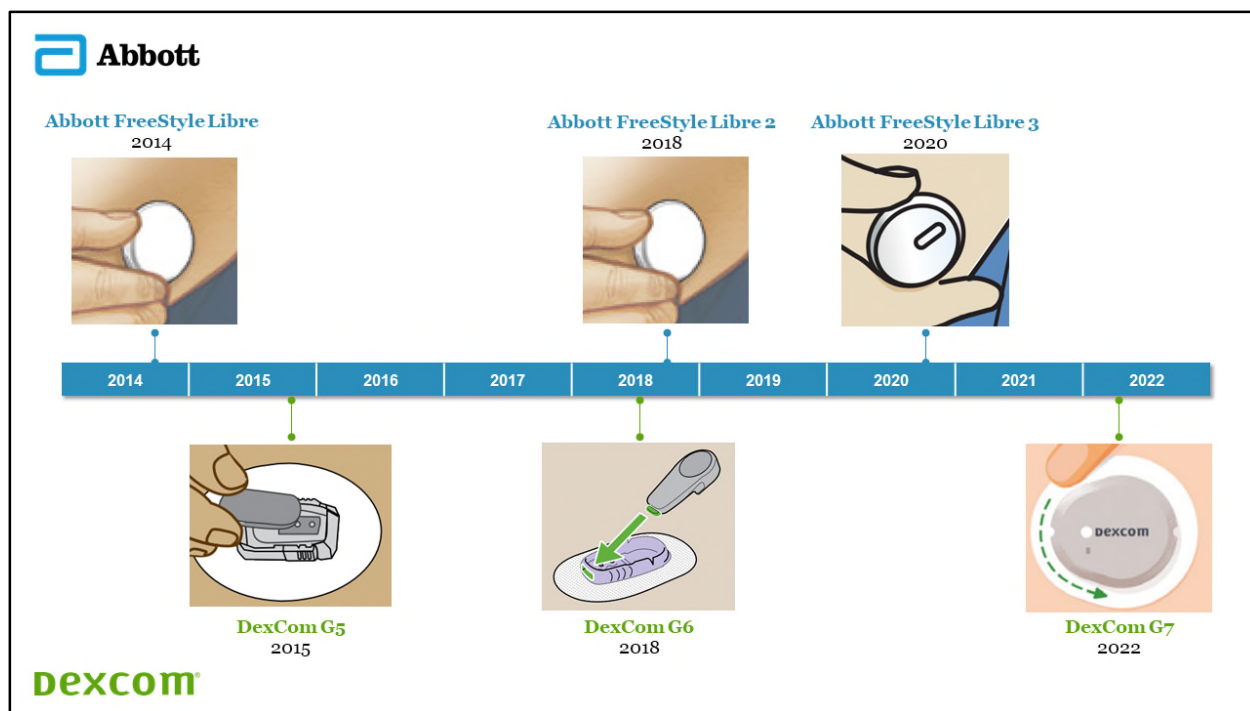 Abbott
Abbott FreeStyle Libre
2014
Abbott FreeStyle Libre 2
2018
Abbott FreeStyle Libre 3
2020
2014 2015 2016 2017 2018 2019 2020 2021 2022
DexCom G5
2015
DexCom G6
2018
Dexcom
DexCom G7
2022
Dexcom®